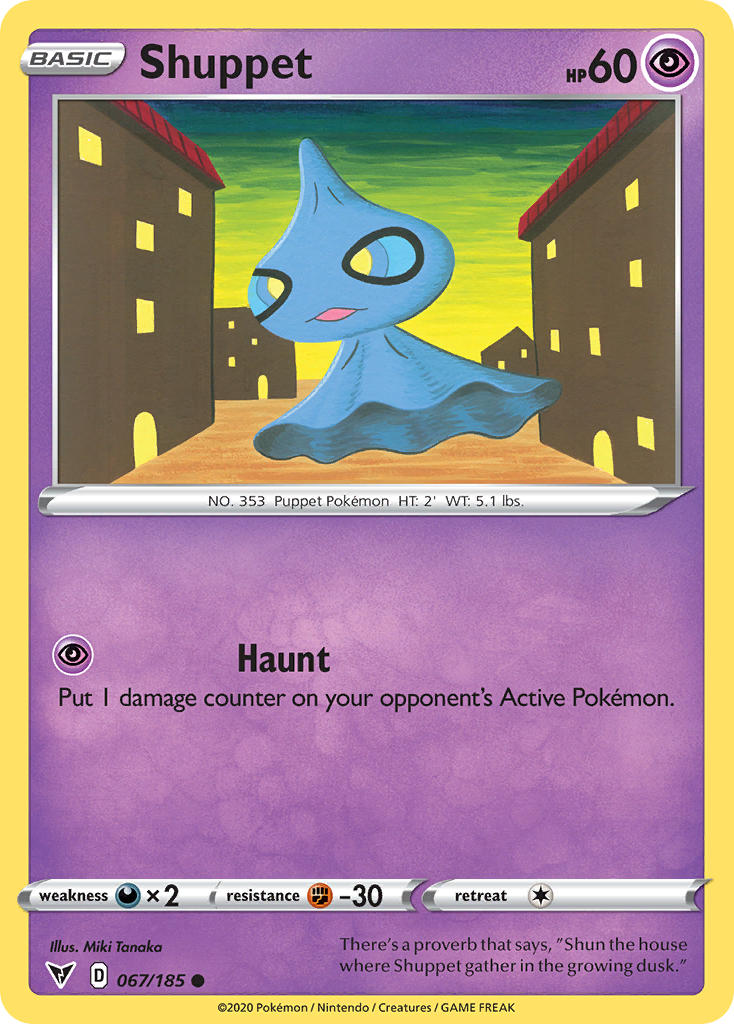 BASIC Shuppet HP60
NO. 353 Puppet Pokémon HT: 2' WT: 5.1 lbs.
Haunt
Put 1 damage counter on your opponent's Active Pokémon.
weakness ×2 resistance -30 retreat
Illus. Miki Tanaka
There's a proverb that says, "Shun the house
where Shuppet gather in the growing dusk."
D 067/185
©2020 Pokémon / Nintendo / Creatures / GAME FREAK